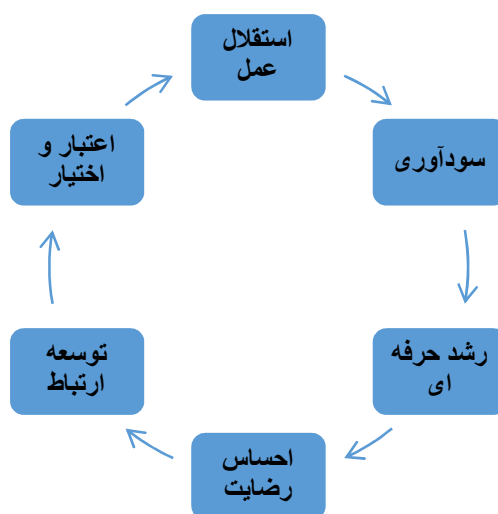 استقلال
عمل
سودآوری
رشد حرفه
ای
احساس
رضایت
توسعه
ارتباط
اعتبار و
اختیار